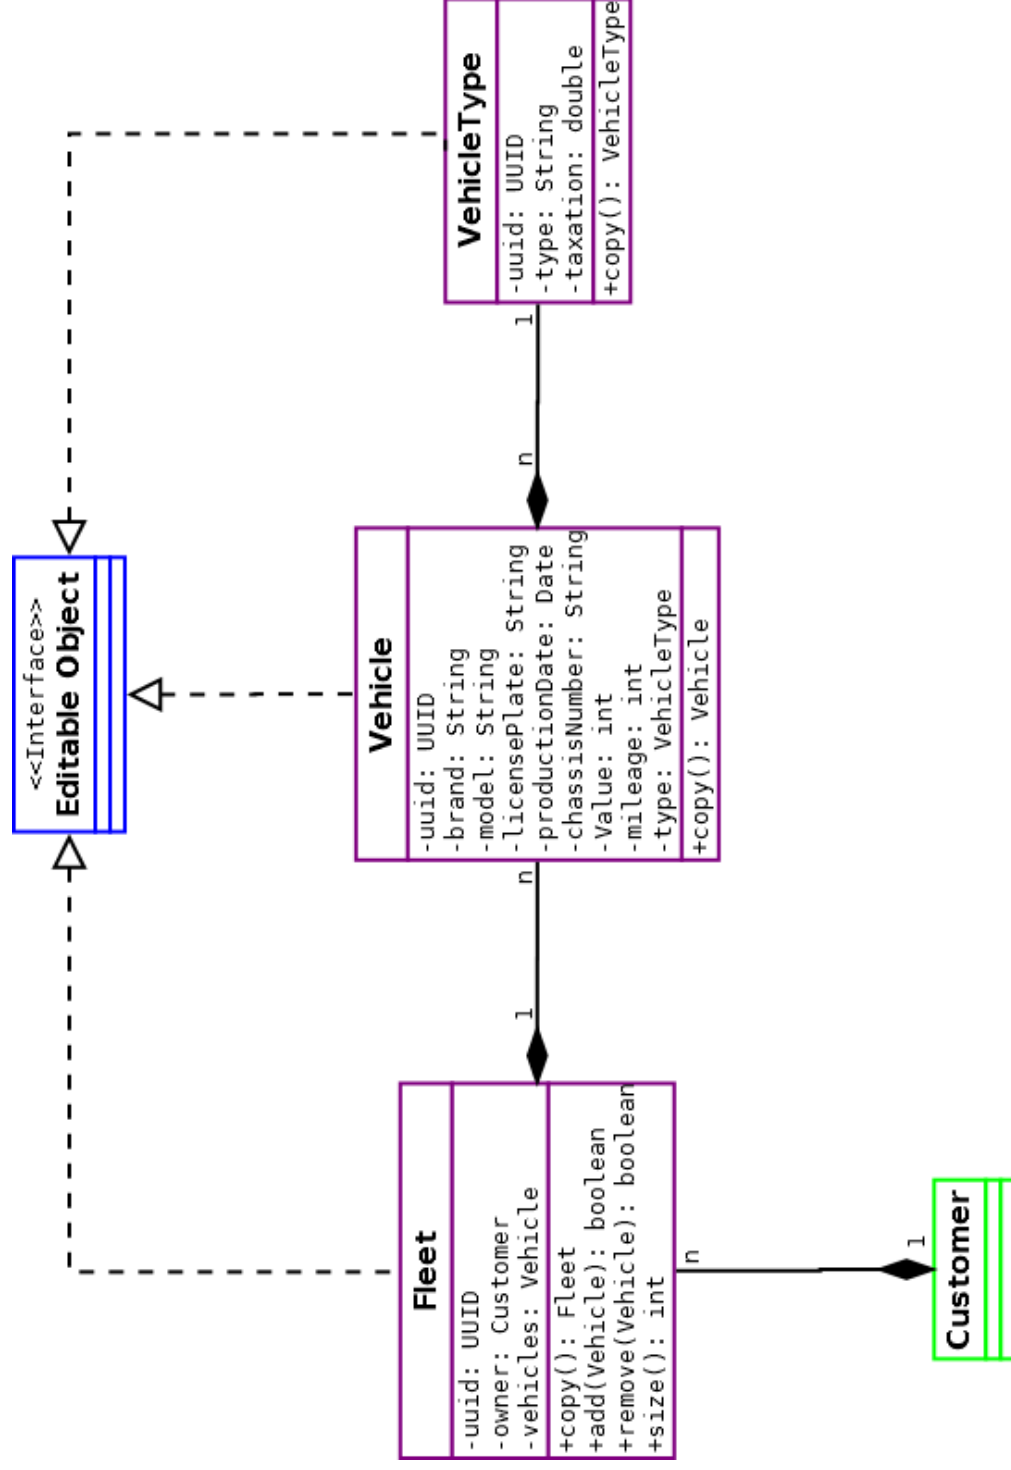 <<Interface>>
Editable Object
Fleet
-uuid: UUID
-owner: Customer
-vehicles: Vehicle
+copy(): Fleet
+add(Vehicle): boolean
+remove(Vehicle): boolean
+size(): int
1
n
Vehicle
-uuid: UUID
-brand: String
-model: String
-licensePlate: String
-productionDate: Date
-chassisNumber: String
-Value: int
-mileage: int
-type: VehicleType
+copy(): Vehicle
n
1
VehicleType
-uuid: UUID
-type: String
-taxation: double
+copy(): VehicleType
n
1
Customer